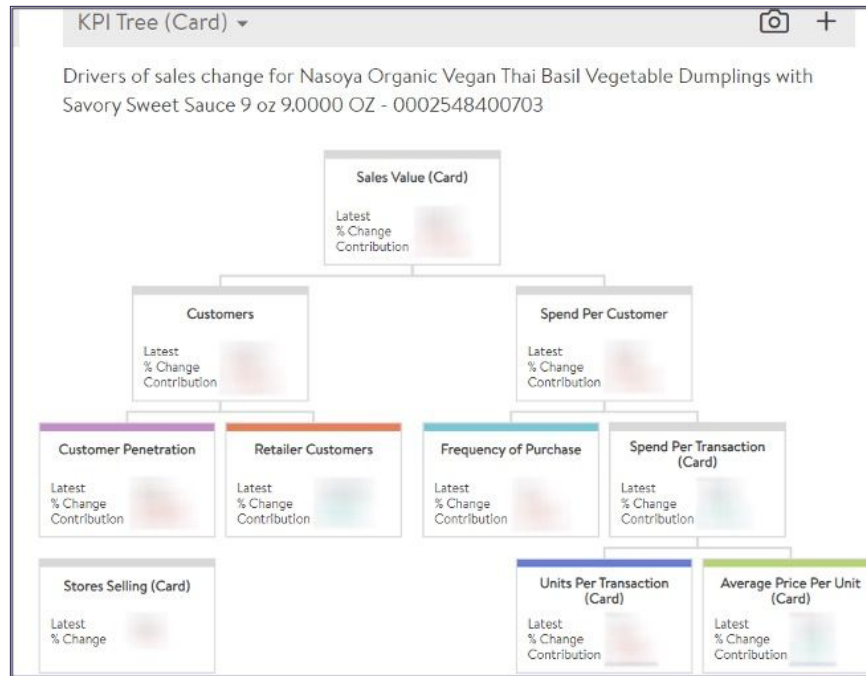 KPI Tree (Card)
Drivers of sales change for Nasoya Organic Vegan Thai Basil Vegetable Dumplings with
Savory Sweet Sauce 9 oz 9.0000 OZ - 0002548400703
Sales Value (Card)
Latest
% Change
Contribution
Customers
Latest
% Change
Contribution
Spend Per Customer
Latest
% Change
Contribution
Customer Penetration
Latest
% Change
Contribution
Retailer Customers
Latest
% Change
Contribution
Frequency of Purchase
Latest
% Change
Contribution
Spend Per Transaction
(Card)
Latest
% Change
Contribution
Stores Selling (Card)
Latest
% Change
Units Per Transaction
(Card)
Latest
% Change
Contribution
Average Price Per Unit
(Card)
Latest
% Change
Contribution